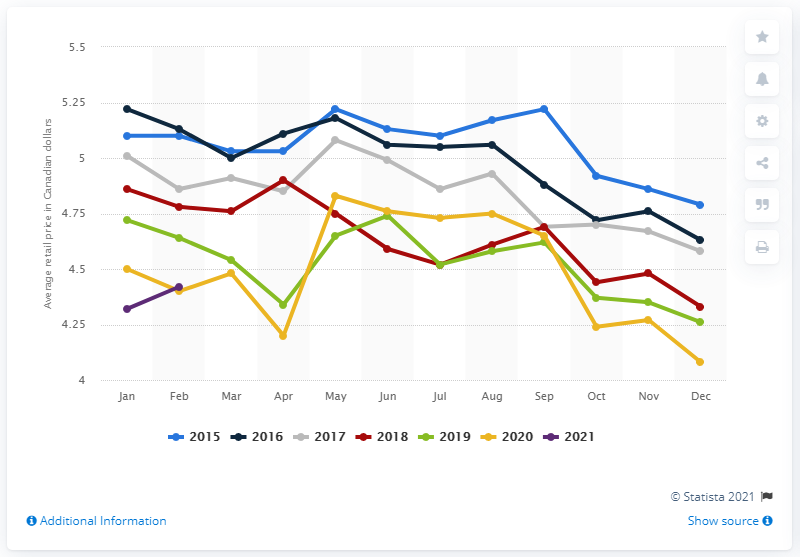 5.5
5.25
5
4.75
4.5
4.25
4
Average retail price in Canadian dollars
Jan Feb Mar Apr May Jun Jul Aug Sep Oct Nov Dec
2015 2016 2017 2018 2019 2020 2021
© Statista 2021
Additional Information Show source